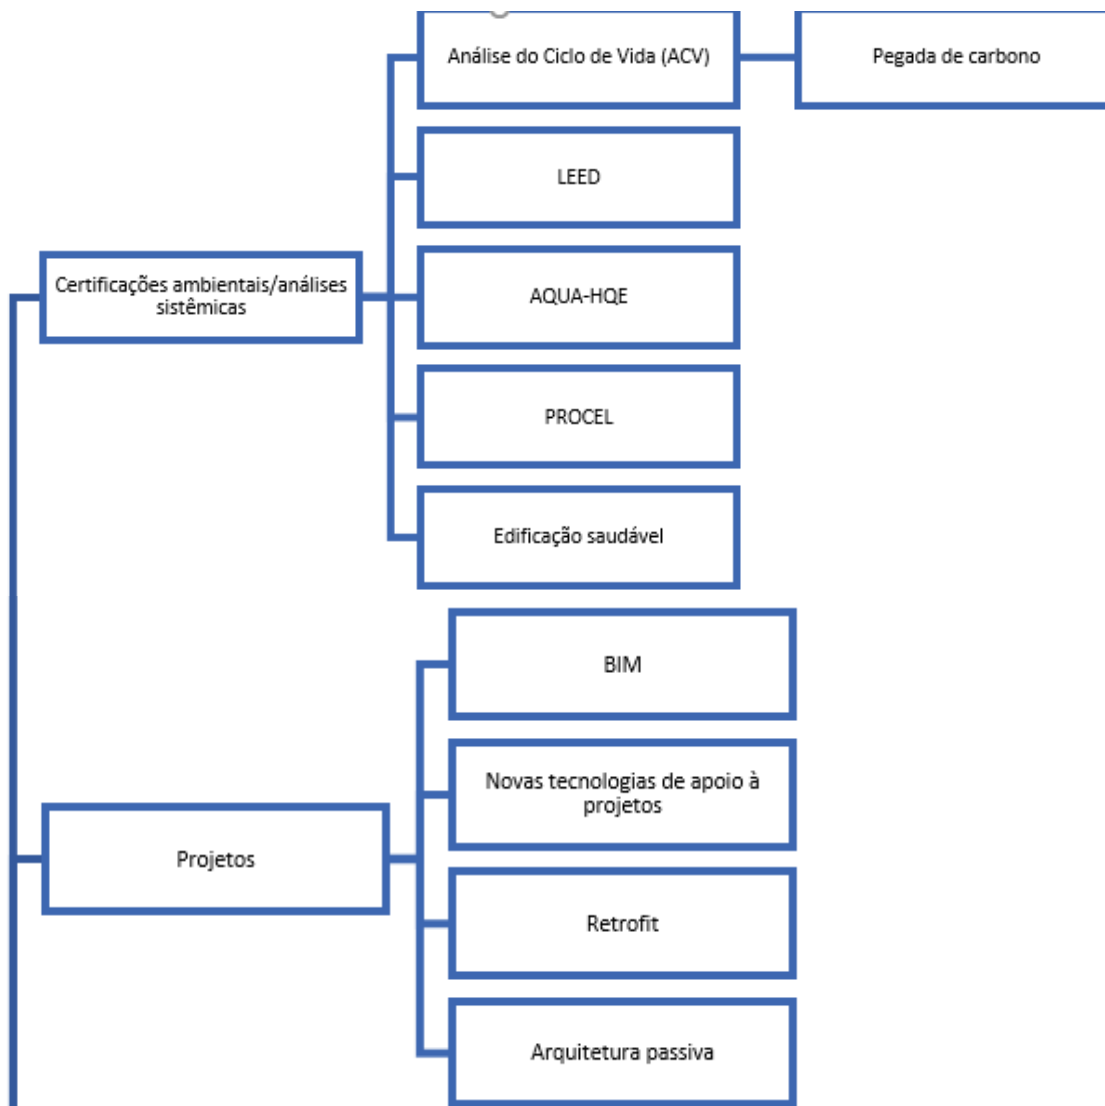 Análise do Ciclo de Vida (ACV)
Pegada de carbono
LEED
Certificações ambientais/análises
sistêmicas
AQUA-HQE
PROCEL
Edificação saudável
BIM
Novas tecnologias de apoio à
projetos
Projetos
Retrofit
Arquitetura passiva